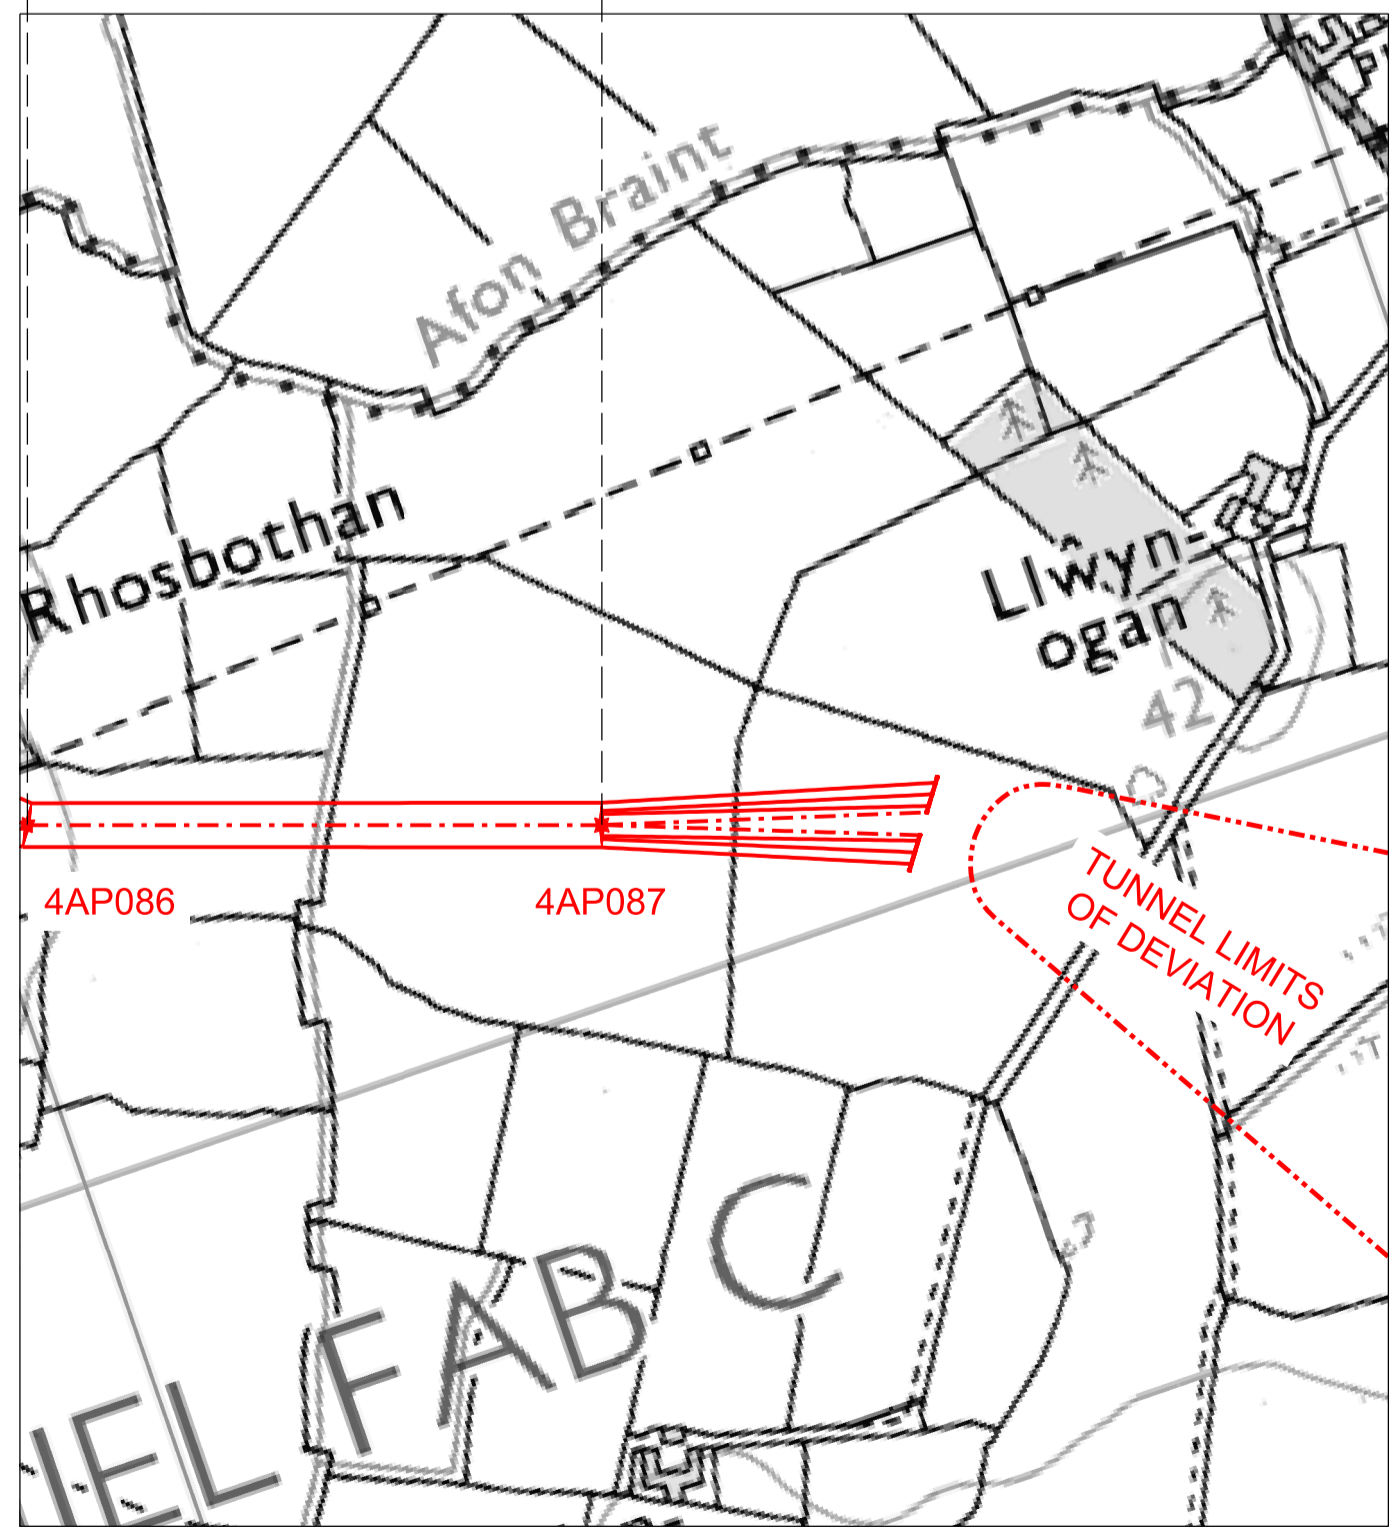 Afon Braint
Rhosbothan
Llwyn-
ogan
42
4AP086
4AP087
TUNNEL LIMITS
OF DEVIATION
IEL FAB C